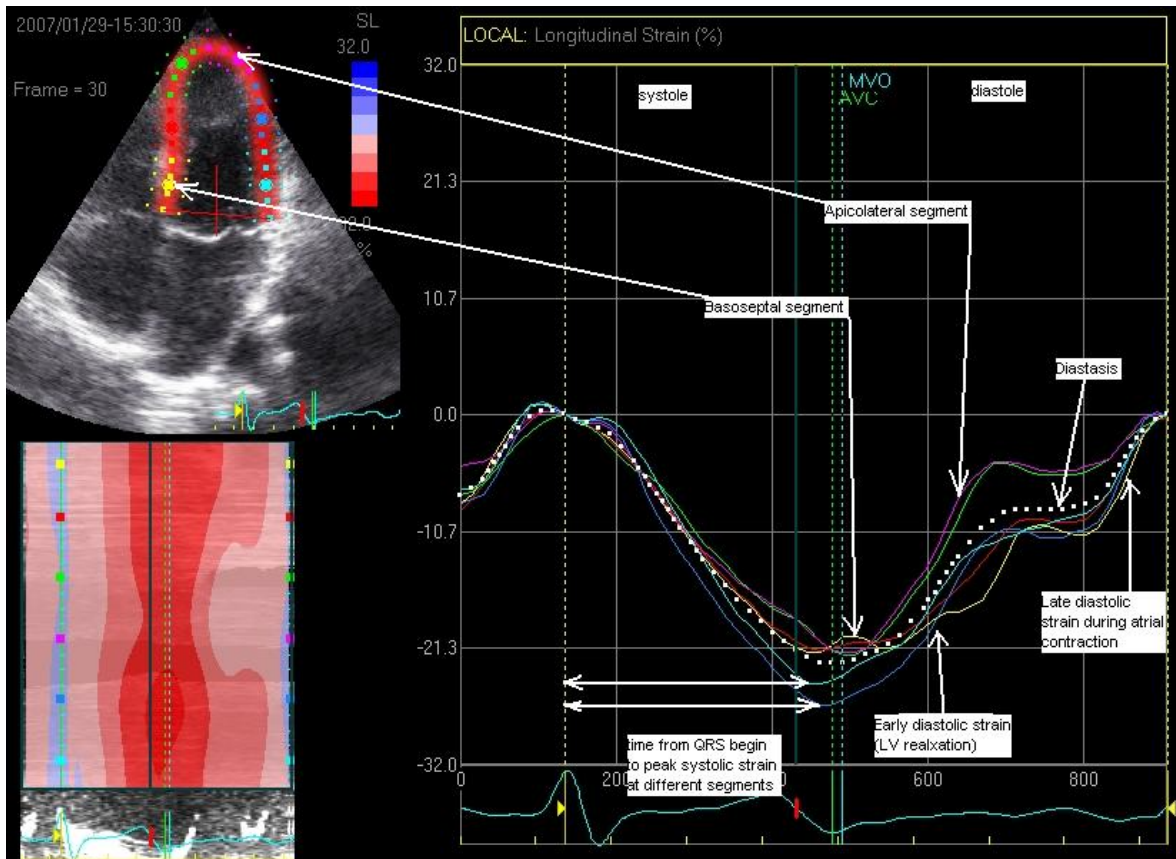 2007/01/29-15:30:30
SL
32.0
Frame = 30
%
LOCAL: Longitudinal Strain (%)
32.0
21.3
10.7
0.0
-10.7
-21.3
-32.0
systole
MVO
AVC
diastole
Apicolateral segment
Basoseptal segment
Diastasis
Late diastolic
strain during atrial
contraction
Early diastolic strain
(LV realxation)
time from QRS begin
to peak systolic strain
at different segments
0
600
800